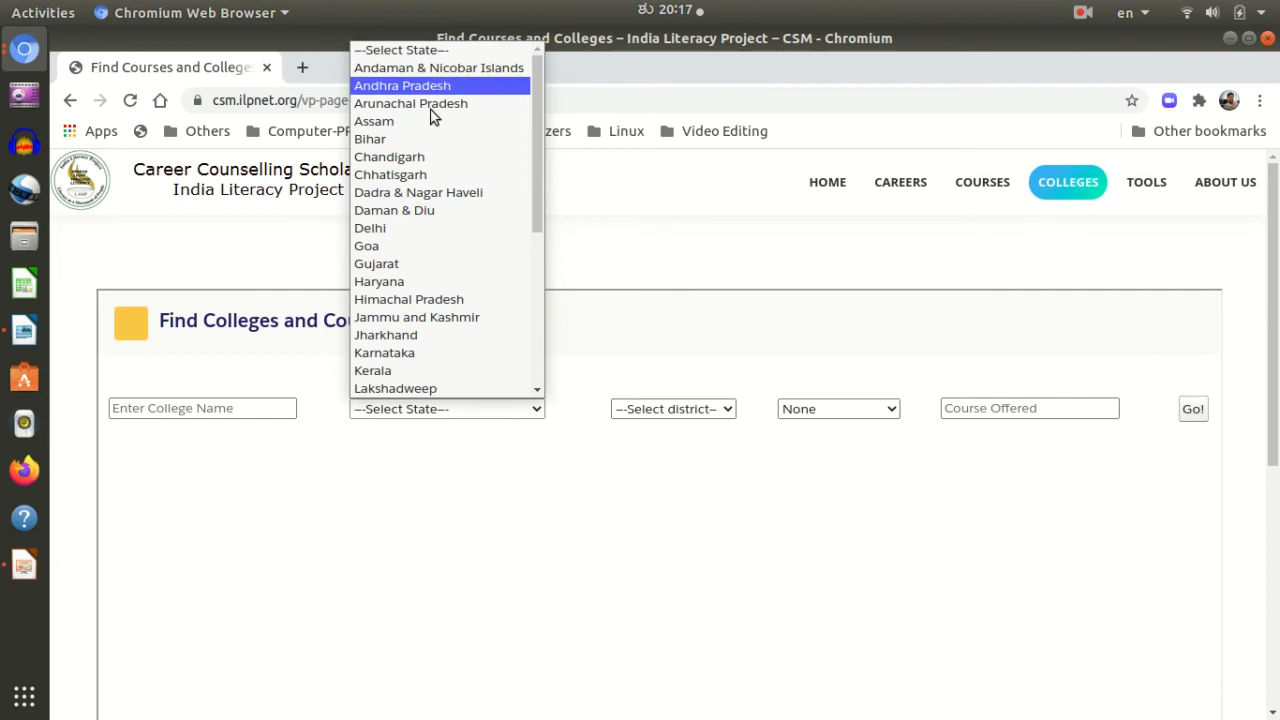 Activities
Chromium Web Browser
20:17
en
Find Courses and Colleges – India Literacy Project – CSM - Chromium
Find Courses and Colleges
csm.ilpnet.org/vp-page
Apps
Others
Computer-PR
zers
Linux
Video Editing
Other bookmarks
Career Counselling Schola
India Literacy Project
HOME
CAREERS
COURSES
COLLEGES
TOOLS
ABOUT US
---Select State---
Andaman & Nicobar Islands
Andhra Pradesh
Arunachal Pradesh
Assam
Bihar
Chandigarh
Chhatisgarh
Dadra & Nagar Haveli
Daman & Diu
Delhi
Goa
Gujarat
Haryana
Himachal Pradesh
Jammu and Kashmir
Jharkhand
Karnataka
Kerala
Lakshadweep
Find Colleges and Cou
Enter College Name
---Select State---
---Select district--
None
Course Offered
Go!